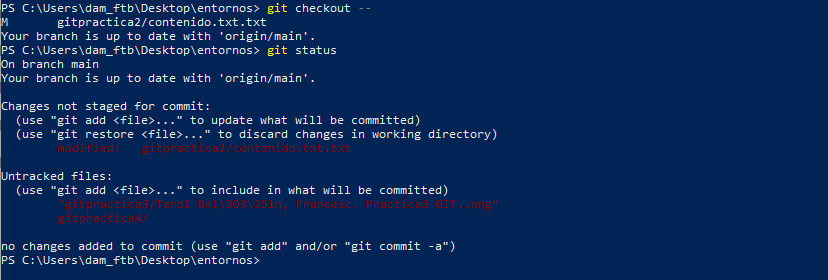 PS C:\Users\dam_ftb\Desktop\entornos> git checkout --
M       gitpractica2/contenido.txt.txt
Your branch is up to date with 'origin/main'.
PS C:\Users\dam_ftb\Desktop\entornos> git status
On branch main
Your branch is up to date with 'origin/main'.
Changes not staged for commit:
  (use "git add <file>..." to update what will be committed)
  (use "git restore <file>..." to discard changes in working directory)
        modified:   gitpractica2/contenido.txt.txt
Untracked files:
  (use "git add <file>..." to include in what will be committed)
        "gitpractica3/Terol Bel\303\251ln, Francesc. Practica3 GIT..png"
        gitpractica4/
no changes added to commit (use "git add" and/or "git commit -a")
PS C:\Users\dam_ftb\Desktop\entornos>